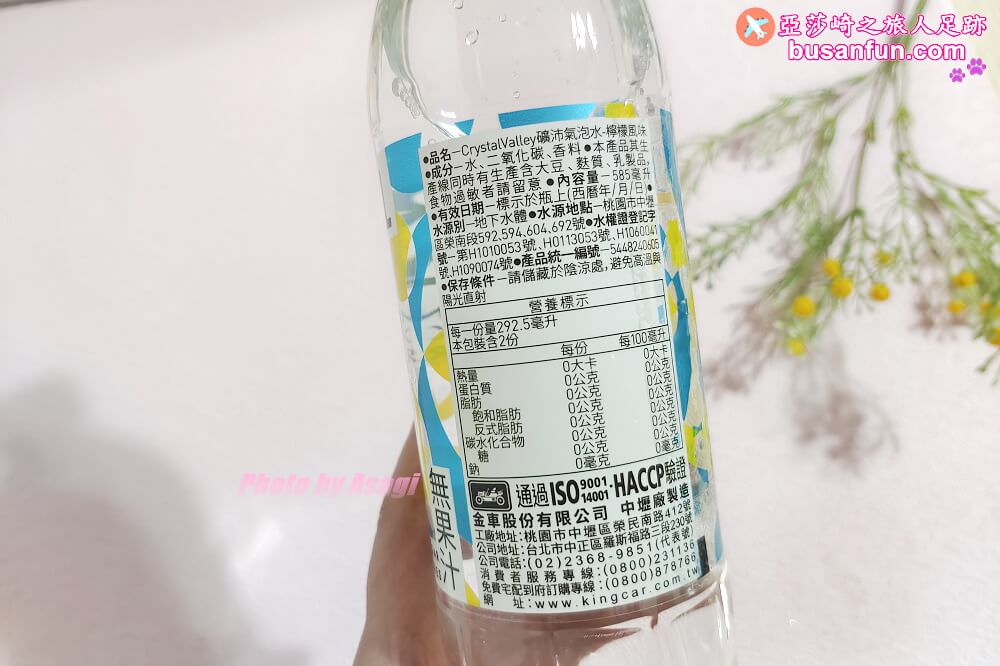 亞莎崎之旅人足跡
busanfun.com
●品名－CrystalValley礦沛氣泡水-檸檬風味
●成分－水、二氧化碳、香料●本產品其生
產線同時有生產含大豆、麩質、乳製品，
食物過敏者請留意●內容量－585毫升
●有效日期－標示於瓶上(西曆年/月/日)●
水源別－地下水體●水源地點－桃園市中壢
區榮南段592.594.604.692號●水權證登記字
號－第H1010053號、H0113053號、H1060041
號、H1090074號●產品統一編號－5448240605
●保存條件－請儲藏於陰涼處，避免高溫與
陽光直射
營養標示
每一份量292.5毫升
本包裝含2份
每份 每100毫升
熱量 0大卡 0大卡
蛋白質 0公克 0公克
脂肪 0公克 0公克
飽和脂肪 0公克 0公克
反式脂肪 0公克 0公克
碳水化合物 0公克 0公克
糖 0公克 0公克
鈉 0毫克 0毫克
Photo by Asagi
無果汁
通過ISO 9001 14001．HACCP驗證
金車股份有限公司 中壢廠製造
工廠地址:桃園市中壢區榮民南路412號
公司地址:台北市中正區羅斯福路三段230號
公司電話:(02)2368-9851(代表號)
消費者服務專線:(0800)231136
免費宅配到府訂購專線:(0800)878766
網 址:www.kingcar.com.tw